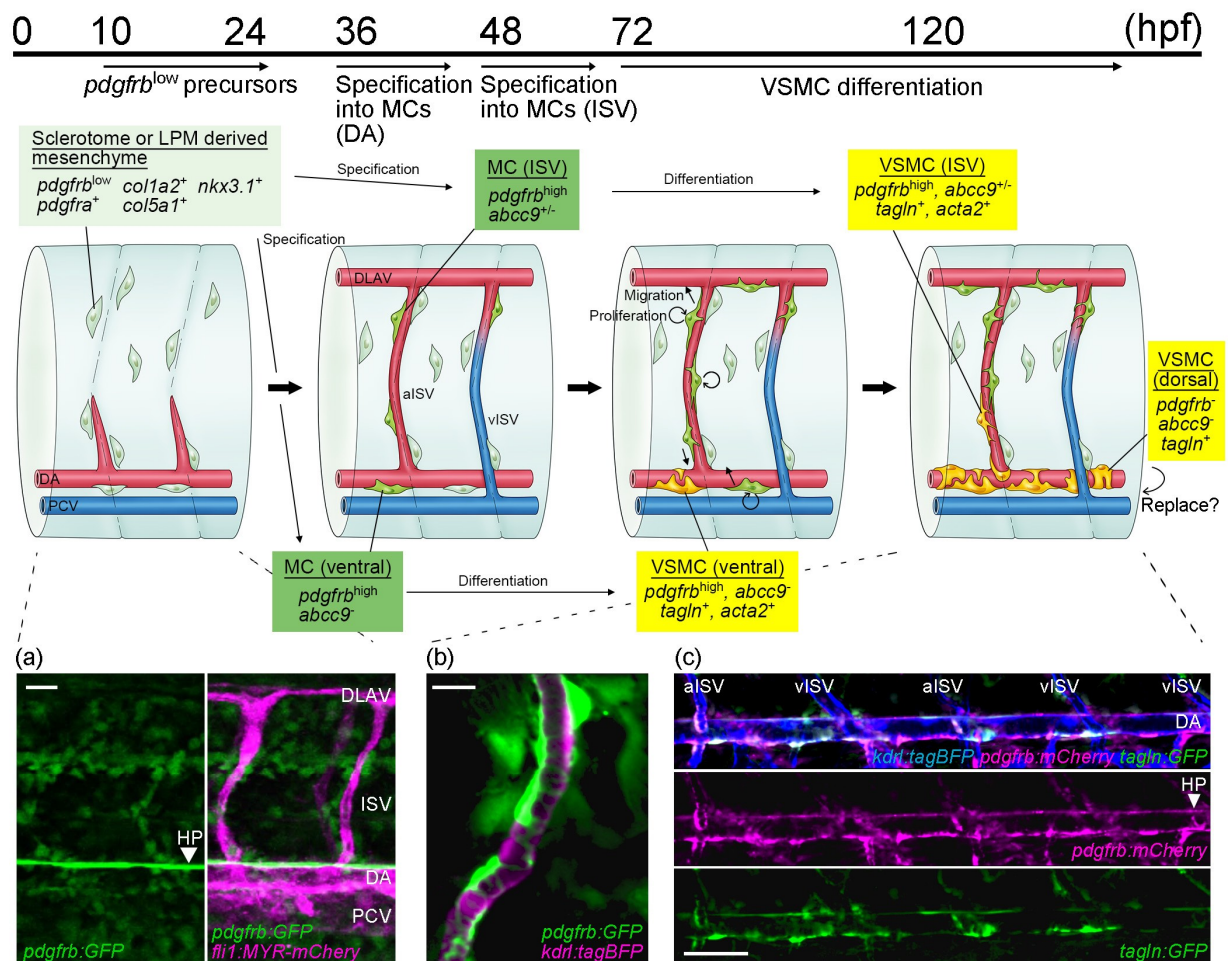 0 10 24 36 48 72 120 (hpf)
pdgfrb^low precursors
Specification
into MCs
(DA)
Specification
into MCs (ISV)
VSMC differentiation
Sclerotome or LPM derived
mesenchyme
pdgfrb^low col1a2+ nkx3.1+
pdgfra+ col5a1+
Specification
Specification
MC (ISV)
pdgfrb^high
abcc9+/-
Differentiation
VSMC (ISV)
pdgfrb^high, abcc9+/-
tagln+, acta2+
DA
PCV
DLAV
aISV
vISV
Migration
Proliferation
VSMC
(dorsal)
pdgfrb-
abcc9-
tagln+
Replace?
MC (ventral)
pdgfrb^high
abcc9-
Differentiation
VSMC (ventral)
pdgfrb^high, abcc9-
tagln+, acta2+
(a)
HP
pdgfrb:GFP
DLAV
ISV
DA
PCV
pdgfrb:GFP
fli1:MYR-mChery
(b)
pdgfrb:GFP
kdrl:tagBFP
(c)
aISV vISV aISV vISV vISV
DA
kdrl:tagBFP pdgfrb:mCherry tagln:GFP
HP
pdgfrb:mCherry
tagln:GFP